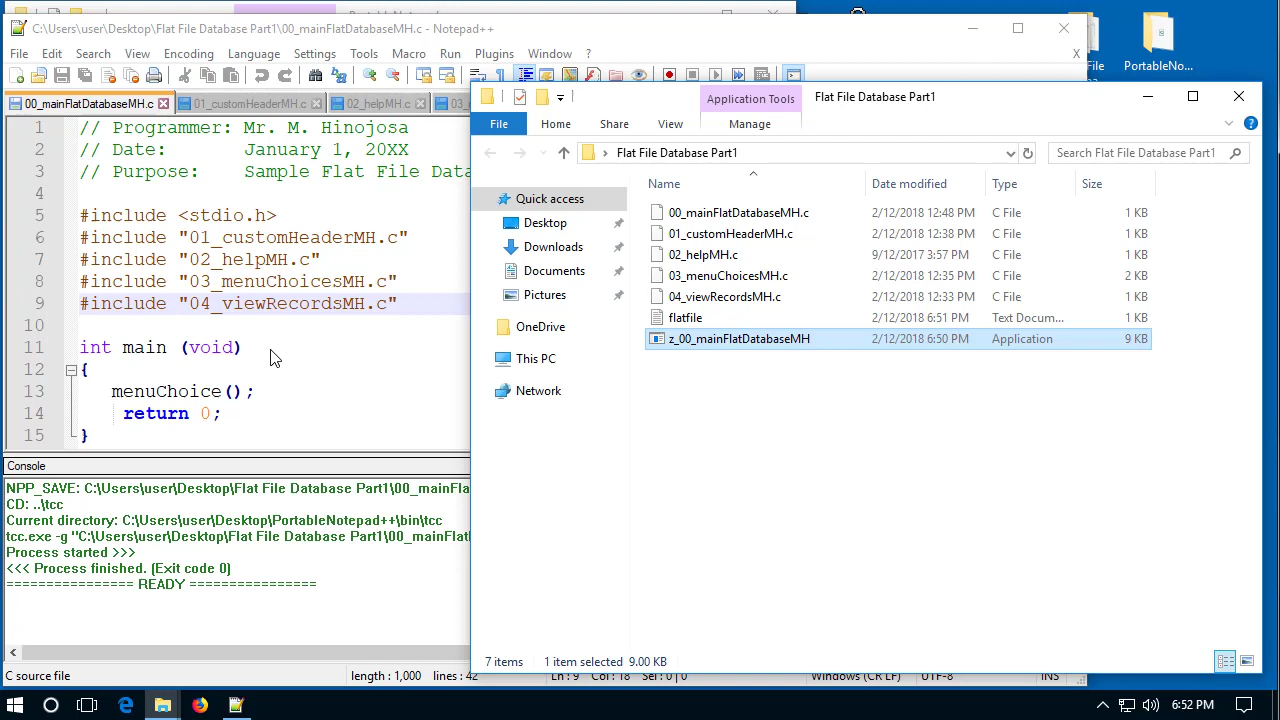 PortableNo...
File
C:\Users\user\Desktop\Flat File Database Part1\00_mainFlatDatabaseMH.c - Notepad++
File Edit Search View Encoding Language Settings Tools Macro Run Plugins Window ? X
00_mainFlatDatabaseMH.c 01_customHeaderMH.c 02_helpMH.c 03_
1 // Programmer: Mr. M. Hinojosa
2 // Date: January 1, 20XX
3 // Purpose: Sample Flat File Data
4
5 #include <stdio.h>
6 #include "01_customHeaderMH.c"
7 #include "02_helpMH.c"
8 #include "03_menuChoicesMH.c"
9 #include "04_viewRecordsMH.c"
10
11 int main (void)
12 {
13 menuChoice();
14 return 0;
15 }
Console
NPP_SAVE: C:\Users\user\Desktop\Flat File Database Part1\00_mainFla
CD: ..\tcc
Current directory: C:\Users\user\Desktop\PortableNotepad++\bin\tcc
tcc.exe -g "C:\Users\user\Desktop\Flat File Database Part1\00_mainFlat
Process started >>>
<<< Process finished. (Exit code 0)
================ READY ================
C source file length : 1,000 lines : 42 Ln : 9 Col : 18 Sel : 0 | 0 Windows (CR LF) UTF-8 INS
Application Tools Flat File Database Part1
File Home Share View Manage
Flat File Database Part1 Search Flat File Database Part1
Quick access
Desktop
Downloads
Documents
Pictures
OneDrive
This PC
Network
Name Date modified Type Size
00_mainFlatDatabaseMH.c 2/12/2018 12:48 PM C File 1 KB
01_customHeaderMH.c 2/12/2018 12:38 PM C File 1 KB
02_helpMH.c 9/12/2017 3:57 PM C File 1 KB
03_menuChoicesMH.c 2/12/2018 12:35 PM C File 2 KB
04_viewRecordsMH.c 2/12/2018 12:33 PM C File 1 KB
flatfile 2/12/2018 6:51 PM Text Docum... 1 KB
z_00_mainFlatDatabaseMH 2/12/2018 6:50 PM Application 9 KB
7 items 1 item selected 9.00 KB
6:52 PM